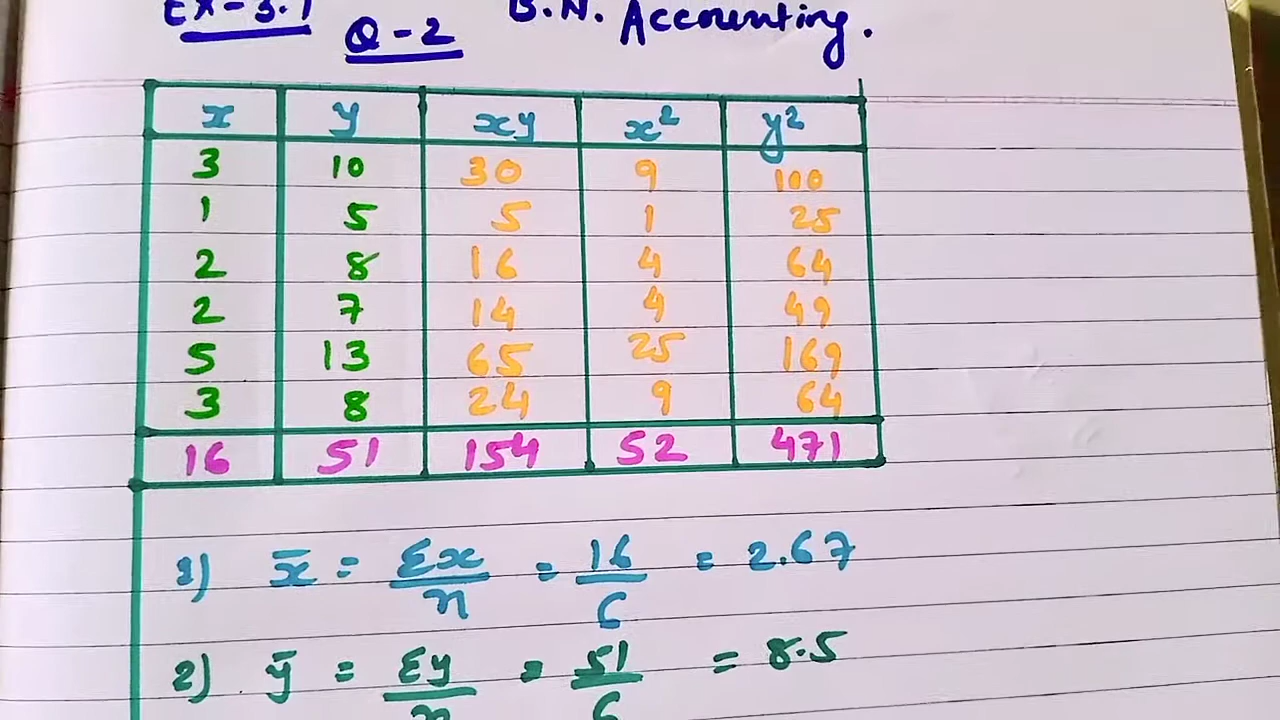 Ex-3.1 B.N. Accounting.
Q-2
x y xy x² y²
3 10 30 9 100
1 5 5 1 25
2 8 16 4 64
2 7 14 4 49
5 13 65 25 169
3 8 24 9 64
16 51 154 52 471
1) x̄ = Σx/n = 16/6 = 2.67
2) ȳ = Σy/n = 51/6 = 8.5